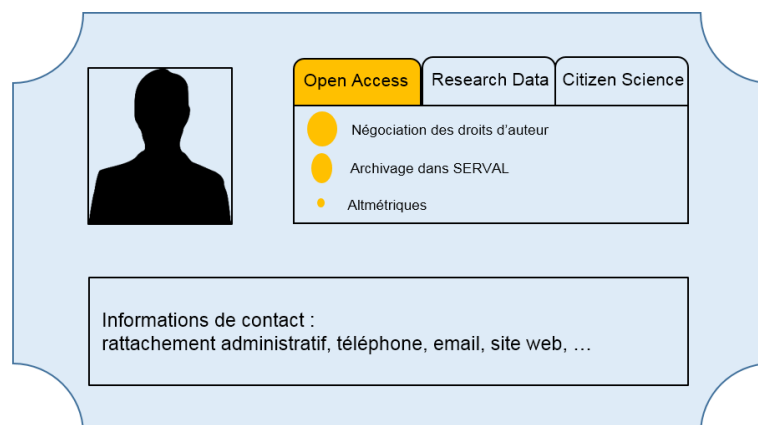 Open Access
Research Data
Citizen Science
Négociation des droits d'auteur
Archivage dans SERVAL
Altmétriques
Informations de contact :
rattachement administratif, téléphone, email, site web, …